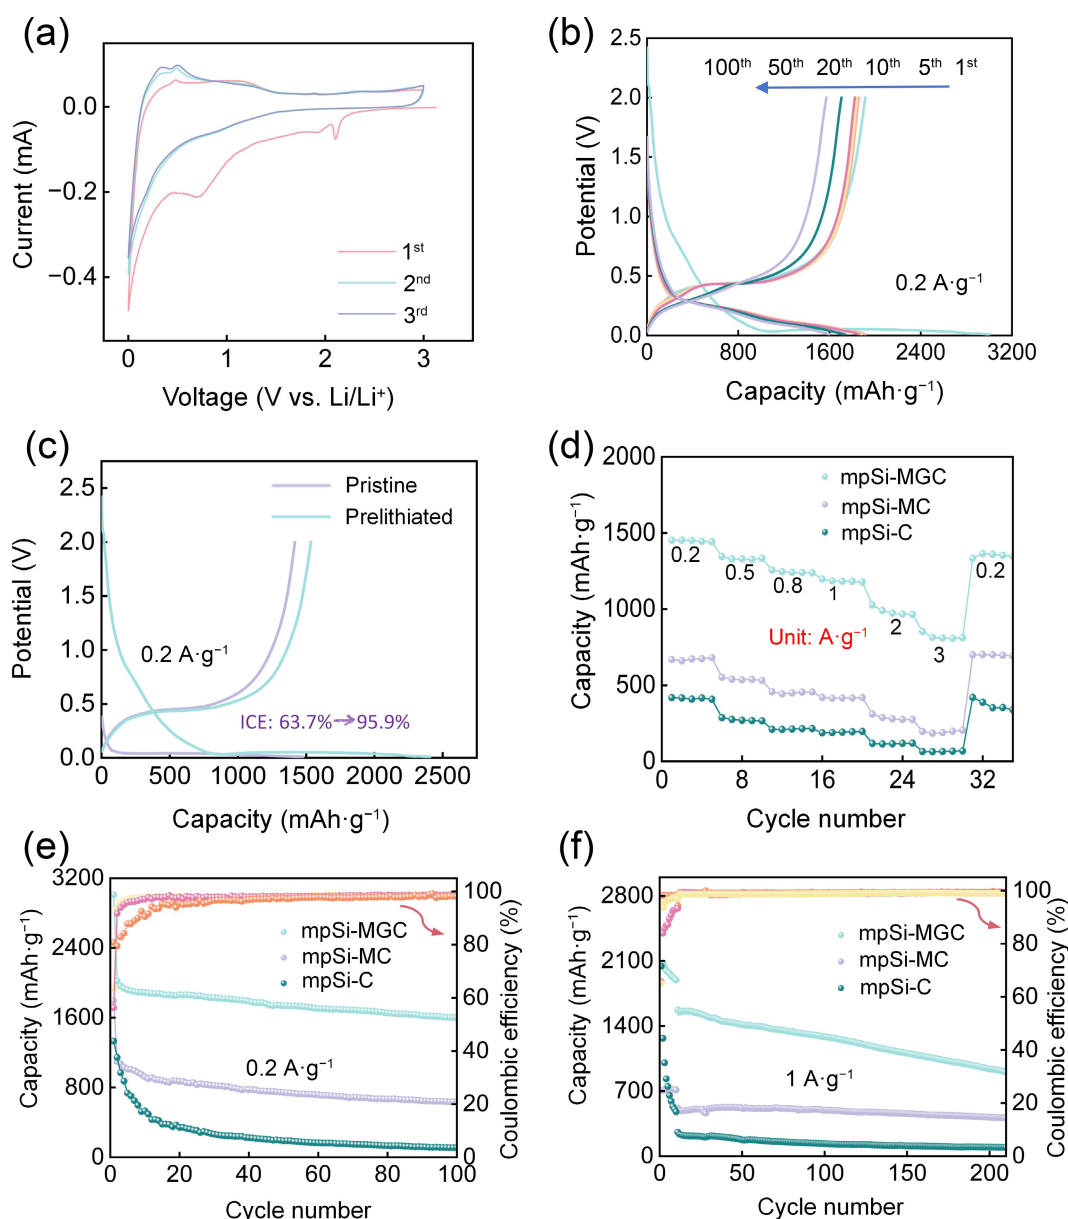 (a)
0.0
−0.2
−0.4
Current (mA)
1st
2nd
3rd
0 1 2 3
Voltage (V vs. Li/Li⁺)
(b)
2.5
2.0
1.5
1.0
0.5
0.0
Potential (V)
100th 50th 20th 10th 5th 1st
0.2 A·g⁻¹
0 800 1600 2400 3200
Capacity (mAh·g⁻¹)
(c)
2.5
2.0
1.5
1.0
0.5
0.0
Potential (V)
Pristine
Prelithiated
0.2 A·g⁻¹
ICE: 63.7%→95.9%
0 500 1000 1500 2000 2500
Capacity (mAh·g⁻¹)
(d)
2000
1500
1000
500
0
Capacity (mAh·g⁻¹)
mpSi-MGC
mpSi-MC
mpSi-C
0.2 0.5 0.8 1 2 3 0.2
Unit: A·g⁻¹
8 16 24 32
Cycle number
(e)
3200
2400
1600
800
0
Capacity (mAh·g⁻¹)
mpSi-MGC
mpSi-MC
mpSi-C
0.2 A·g⁻¹
100
80
60
40
20
0
Coulombic efficiency (%)
0 20 40 60 80 100
Cycle number
(f)
2800
2100
1400
700
0
Capacity (mAh·g⁻¹)
mpSi-MGC
mpSi-MC
mpSi-C
1 A·g⁻¹
100
80
60
40
20
0
Coulombic efficiency (%)
0 50 100 150 200
Cycle number